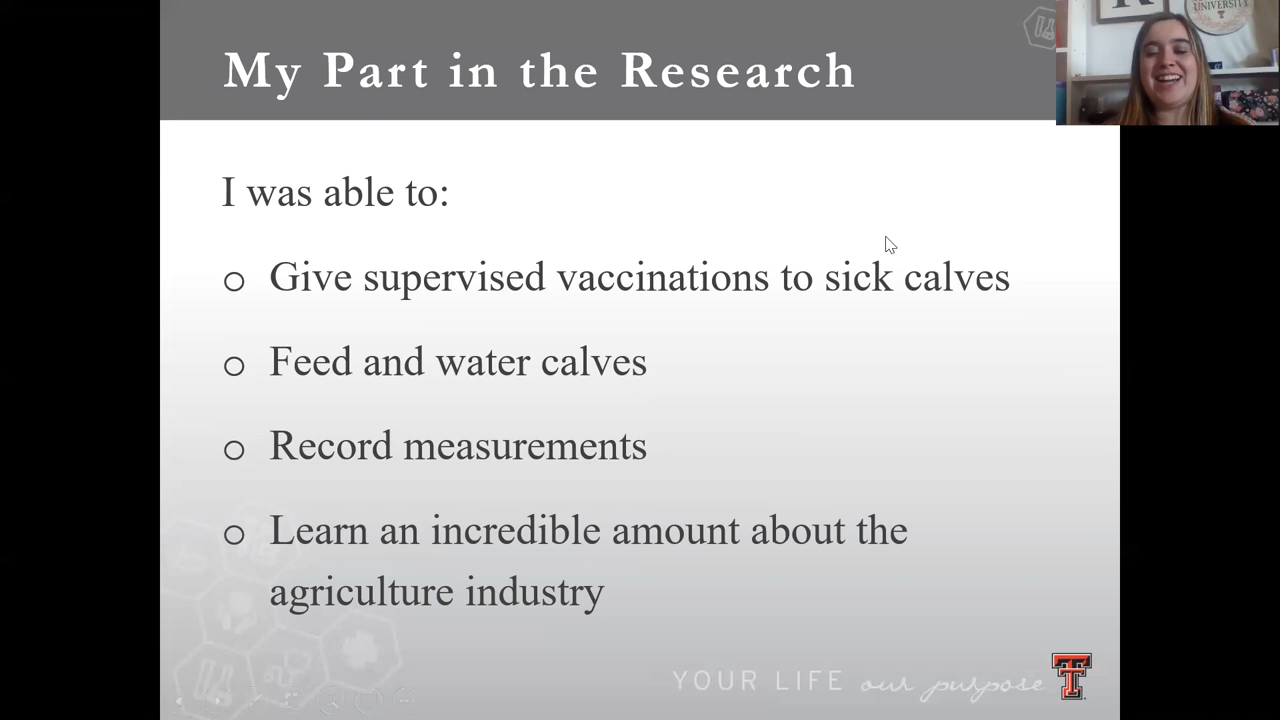 My Part in the Research
UNIVERSITY
I was able to:
Give supervised vaccinations to sick calves
Feed and water calves
Record measurements
Learn an incredible amount about the
agriculture industry
YOUR LIFE our purpose